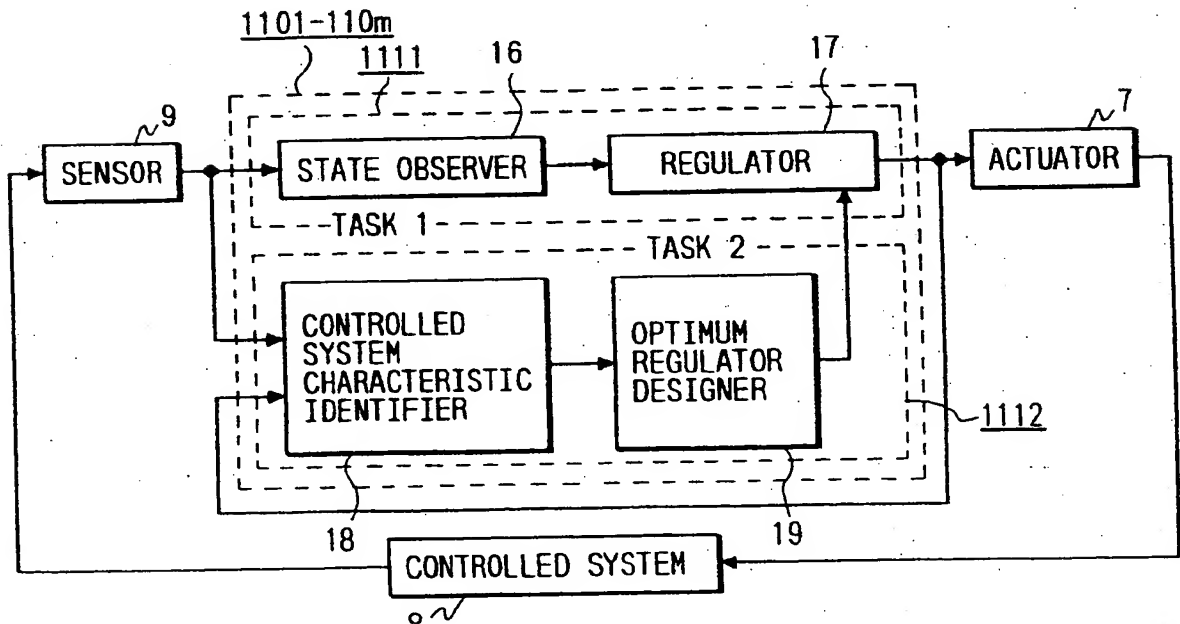 1101-110m
1111
16
17
9
7
SENSOR
STATE OBSERVER
REGULATOR
ACTUATOR
TASK 1
TASK 2
CONTROLLED
SYSTEM
CHARACTERISTIC
IDENTIFIER
OPTIMUM
REGULATOR
DESIGNER
1112
18
19
CONTROLLED SYSTEM